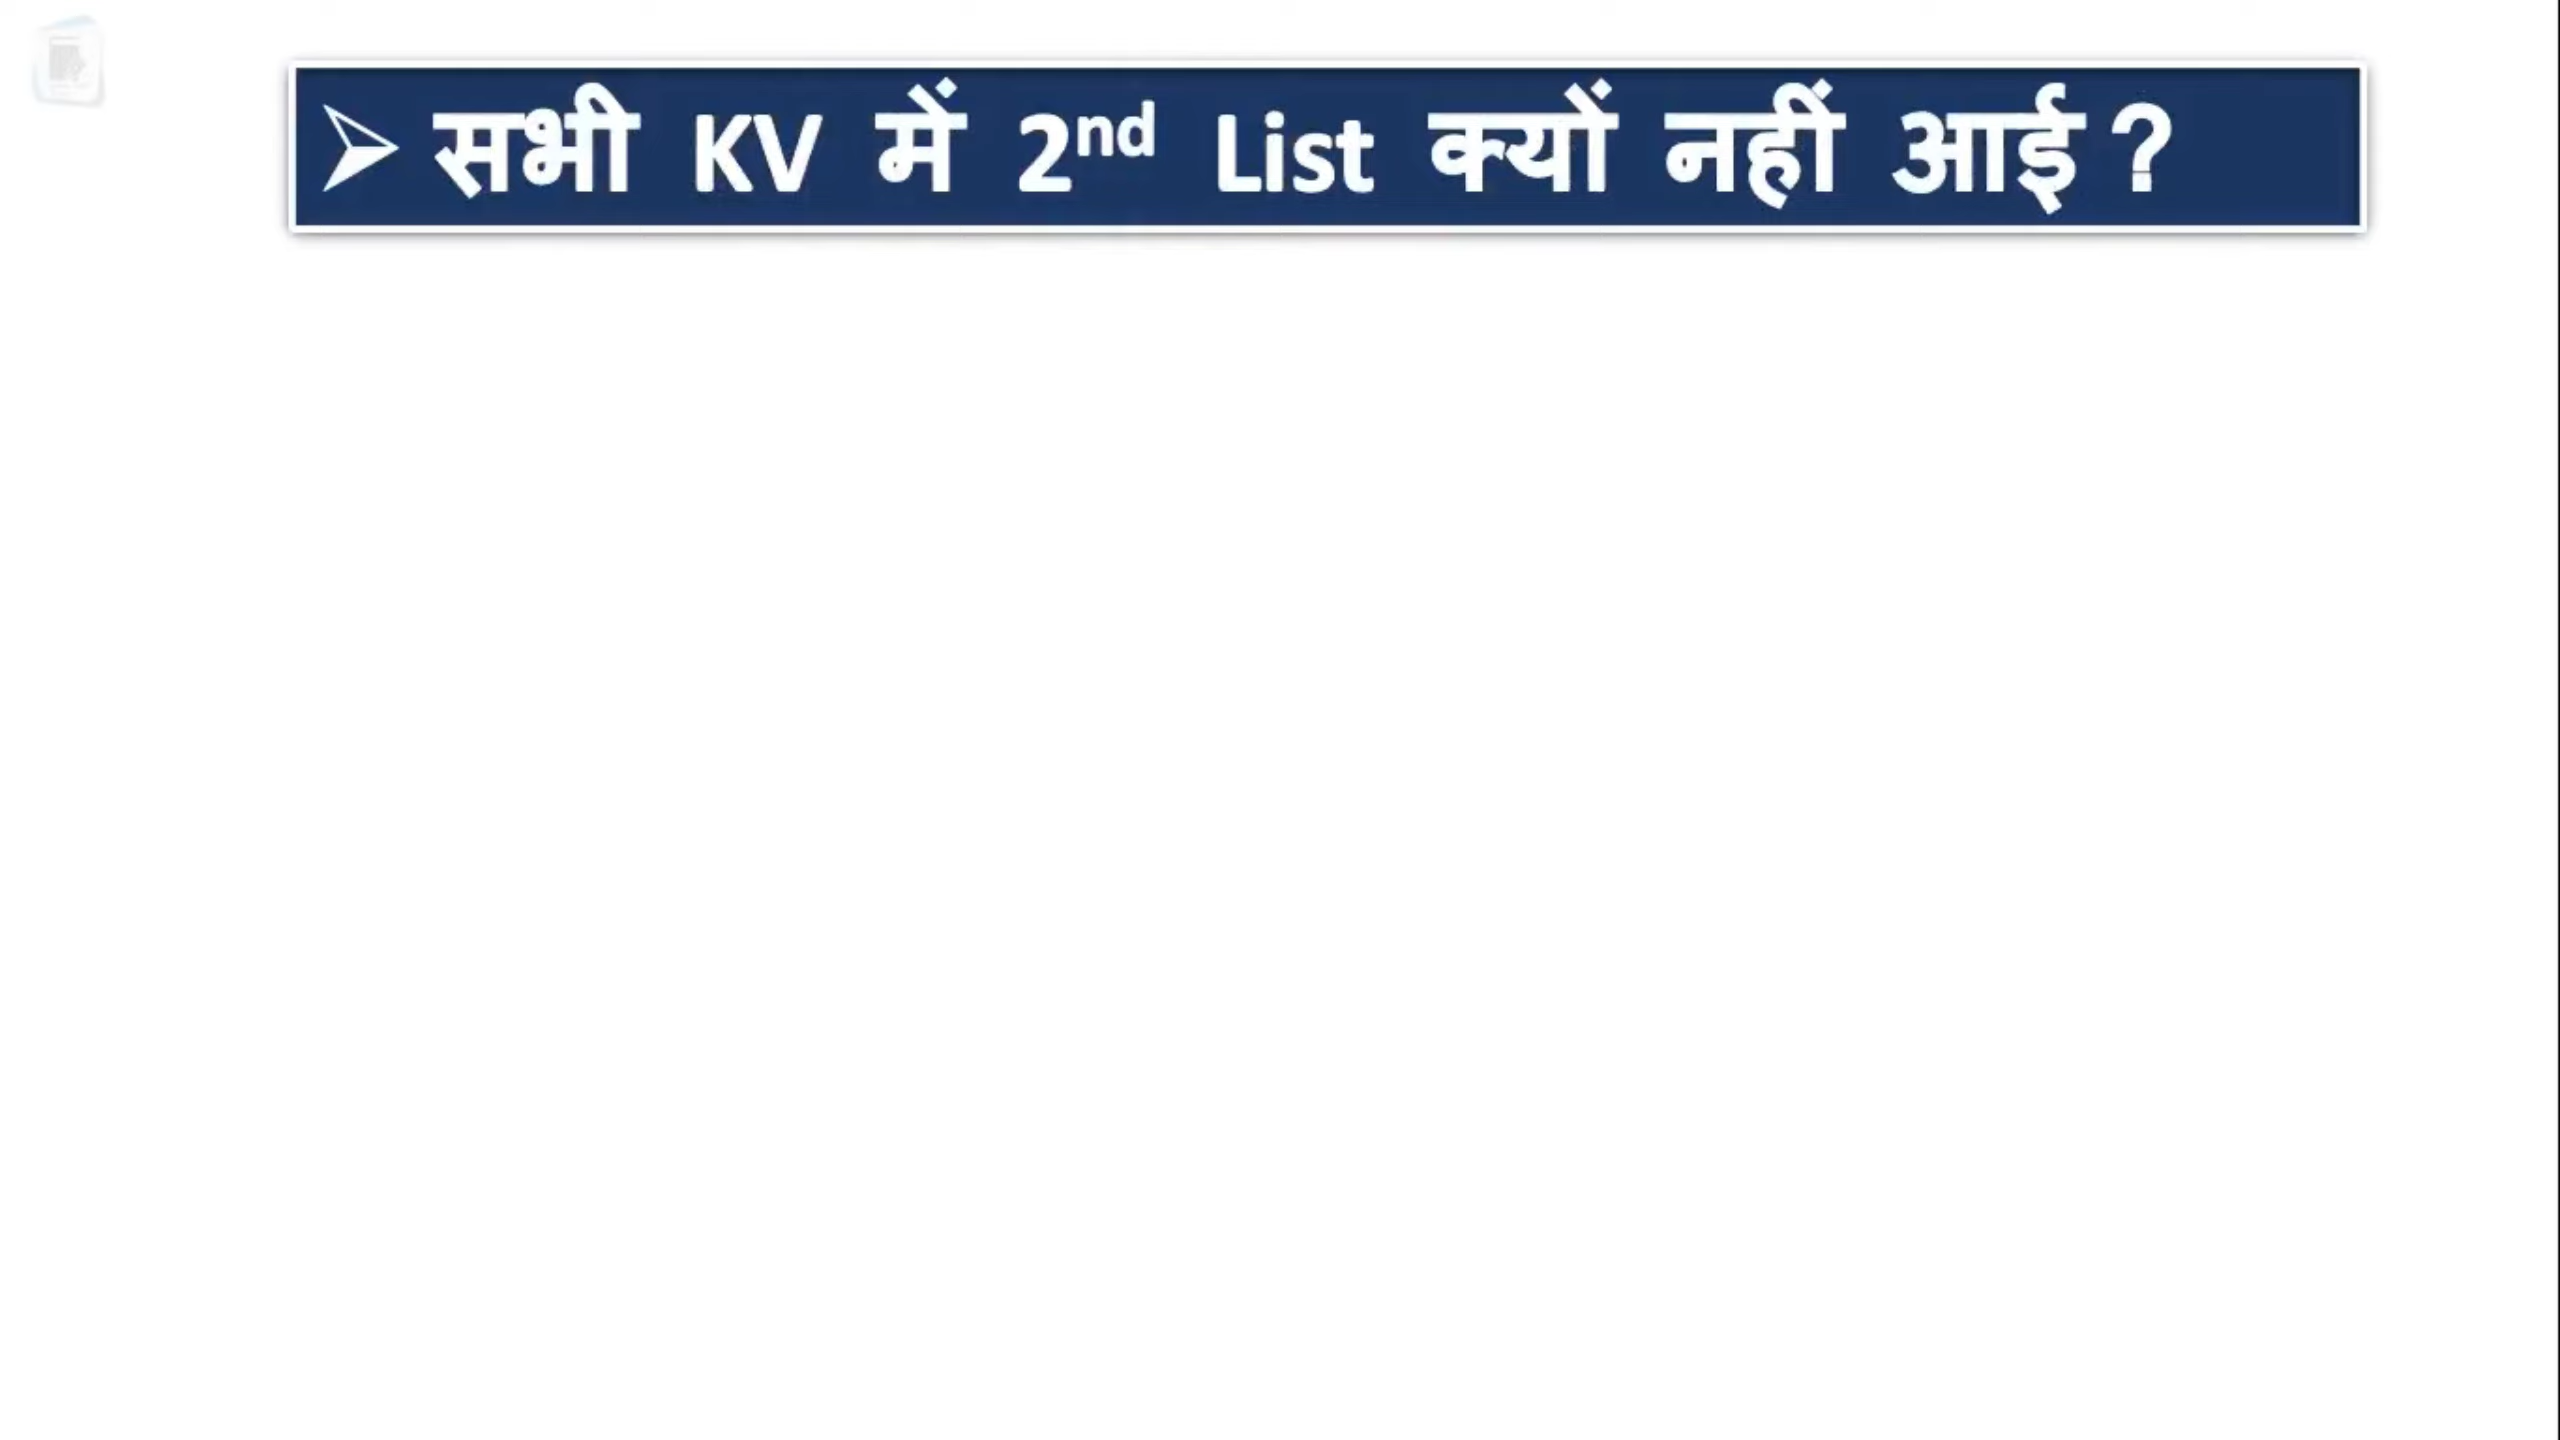 ➢ सभी KV में 2nd List क्यों नहीं आई ?